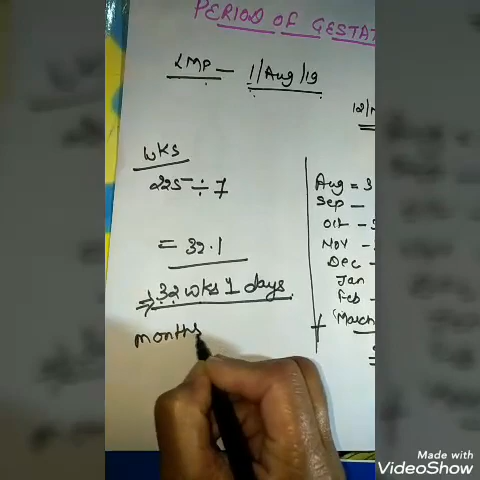 PERIOD OF GESTAT
LMP - 1/Aug/19
12/
wks
225 ÷ 7
= 32.1
⇒ 32 wks 1 days
months
Aug = 3
Sep -
Oct -
Nov -
Dec -
Jan
Feb -
March
Made with
VideoShow